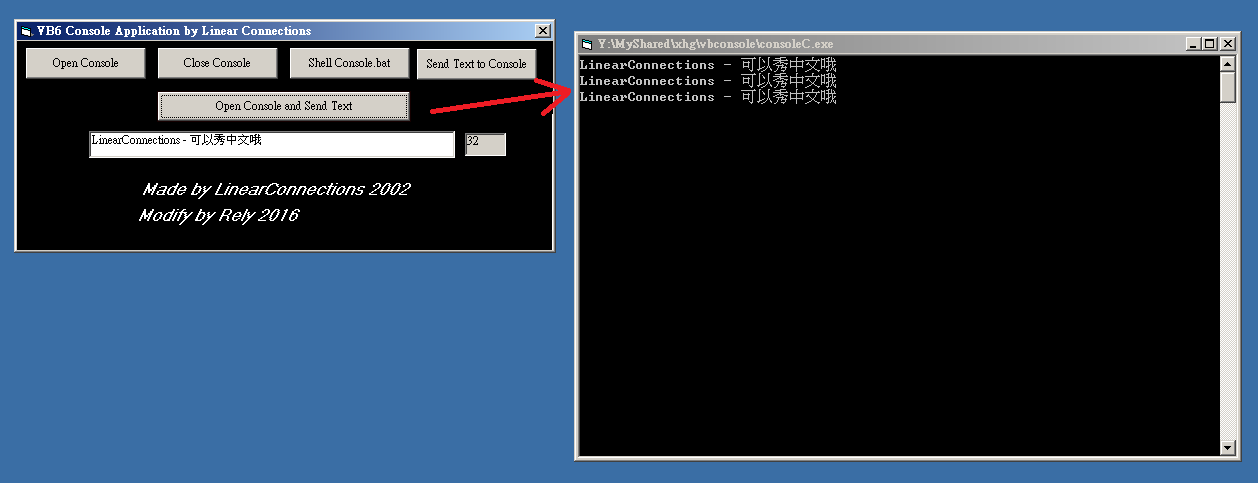 VB6 Console Application by Linear Connections
Open Console
Close Console
Shell Console.bat
Send Text to Console
Open Console and Send Text
LinearConnections - 可以秀中文哦
32
Made by LinearConnections 2002
Modify by Rely 2016
Y:\MyShared\xhg\vbconsole\consoleC.exe
LinearConnections - 可以秀中文哦
LinearConnections - 可以秀中文哦
LinearConnections - 可以秀中文哦